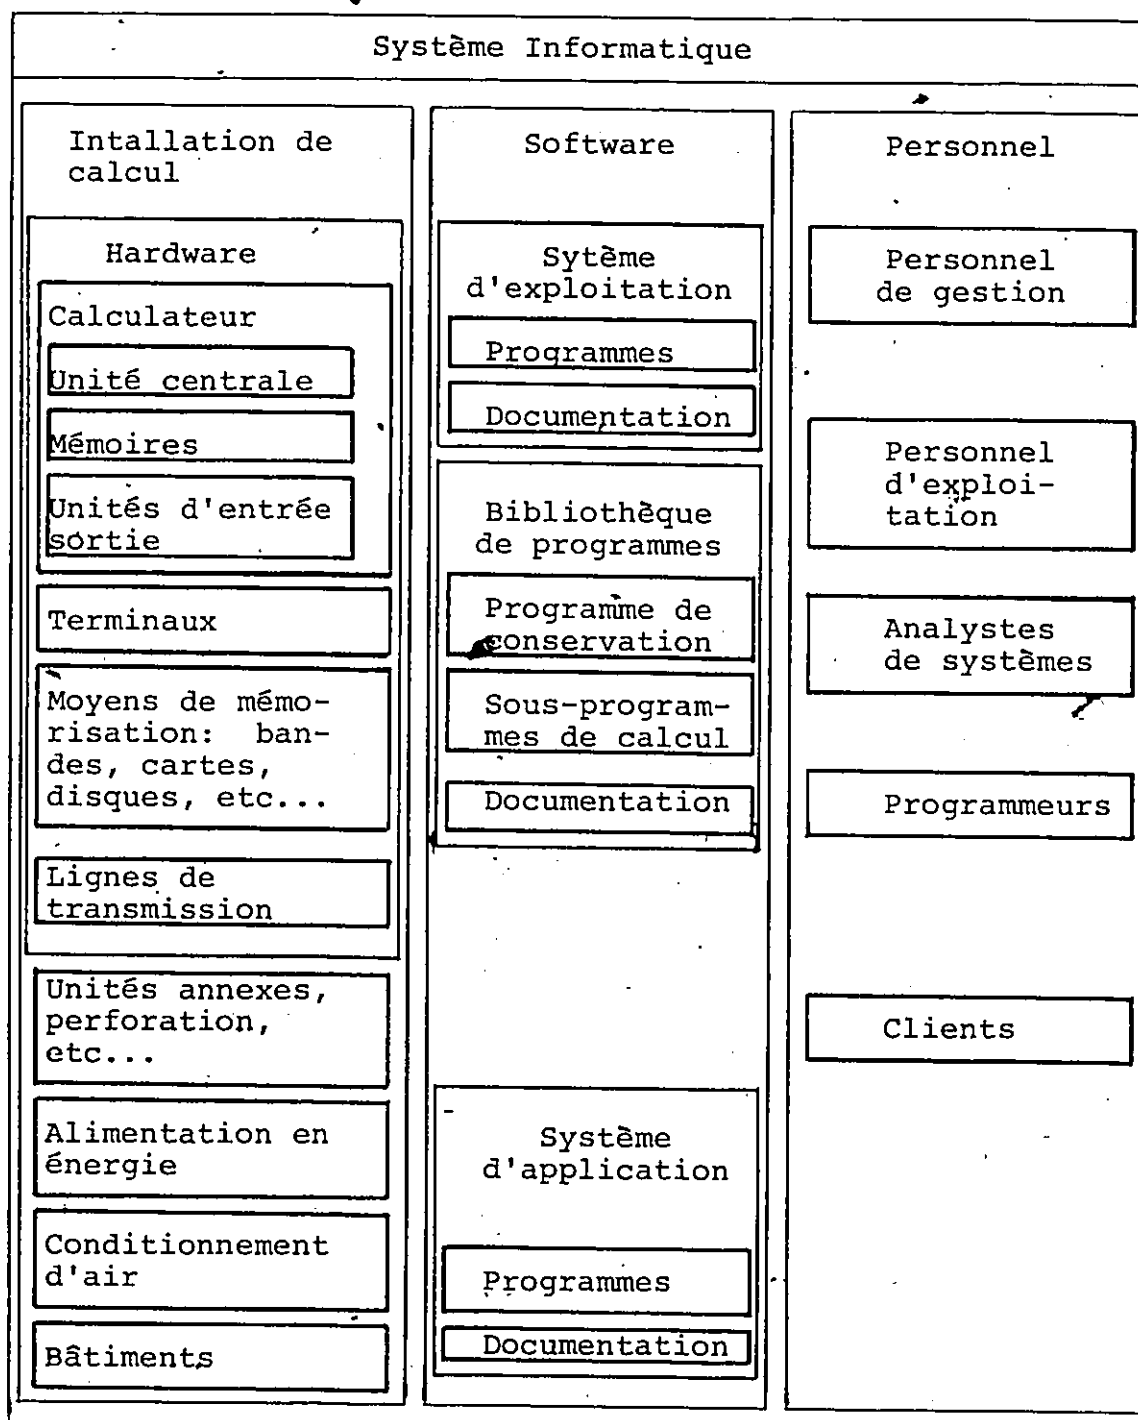 Système Informatique
Intallation de
calcul
Hardware
Calculateur
Unité centrale
Mémoires
Unités d'entrée
sortie
Terminaux
Moyens de mémo-
risation: ban-
des, cartes,
disques, etc...
Lignes de
transmission
Unités annexes,
perforation,
etc...
Alimentation en
énergie
Conditionnement
d'air
Bâtiments
Software
Sytème
d'exploitation
Programmes
Documentation
Bibliothèque
de programmes
Programme de
conservation
Sous-program-
mes de calcul
Documentation
Système
d'application
Programmes
Documentation
Personnel
Personnel
de gestion
Personnel
d'exploi-
tation
Analystes
de systèmes
Programmeurs
Clients